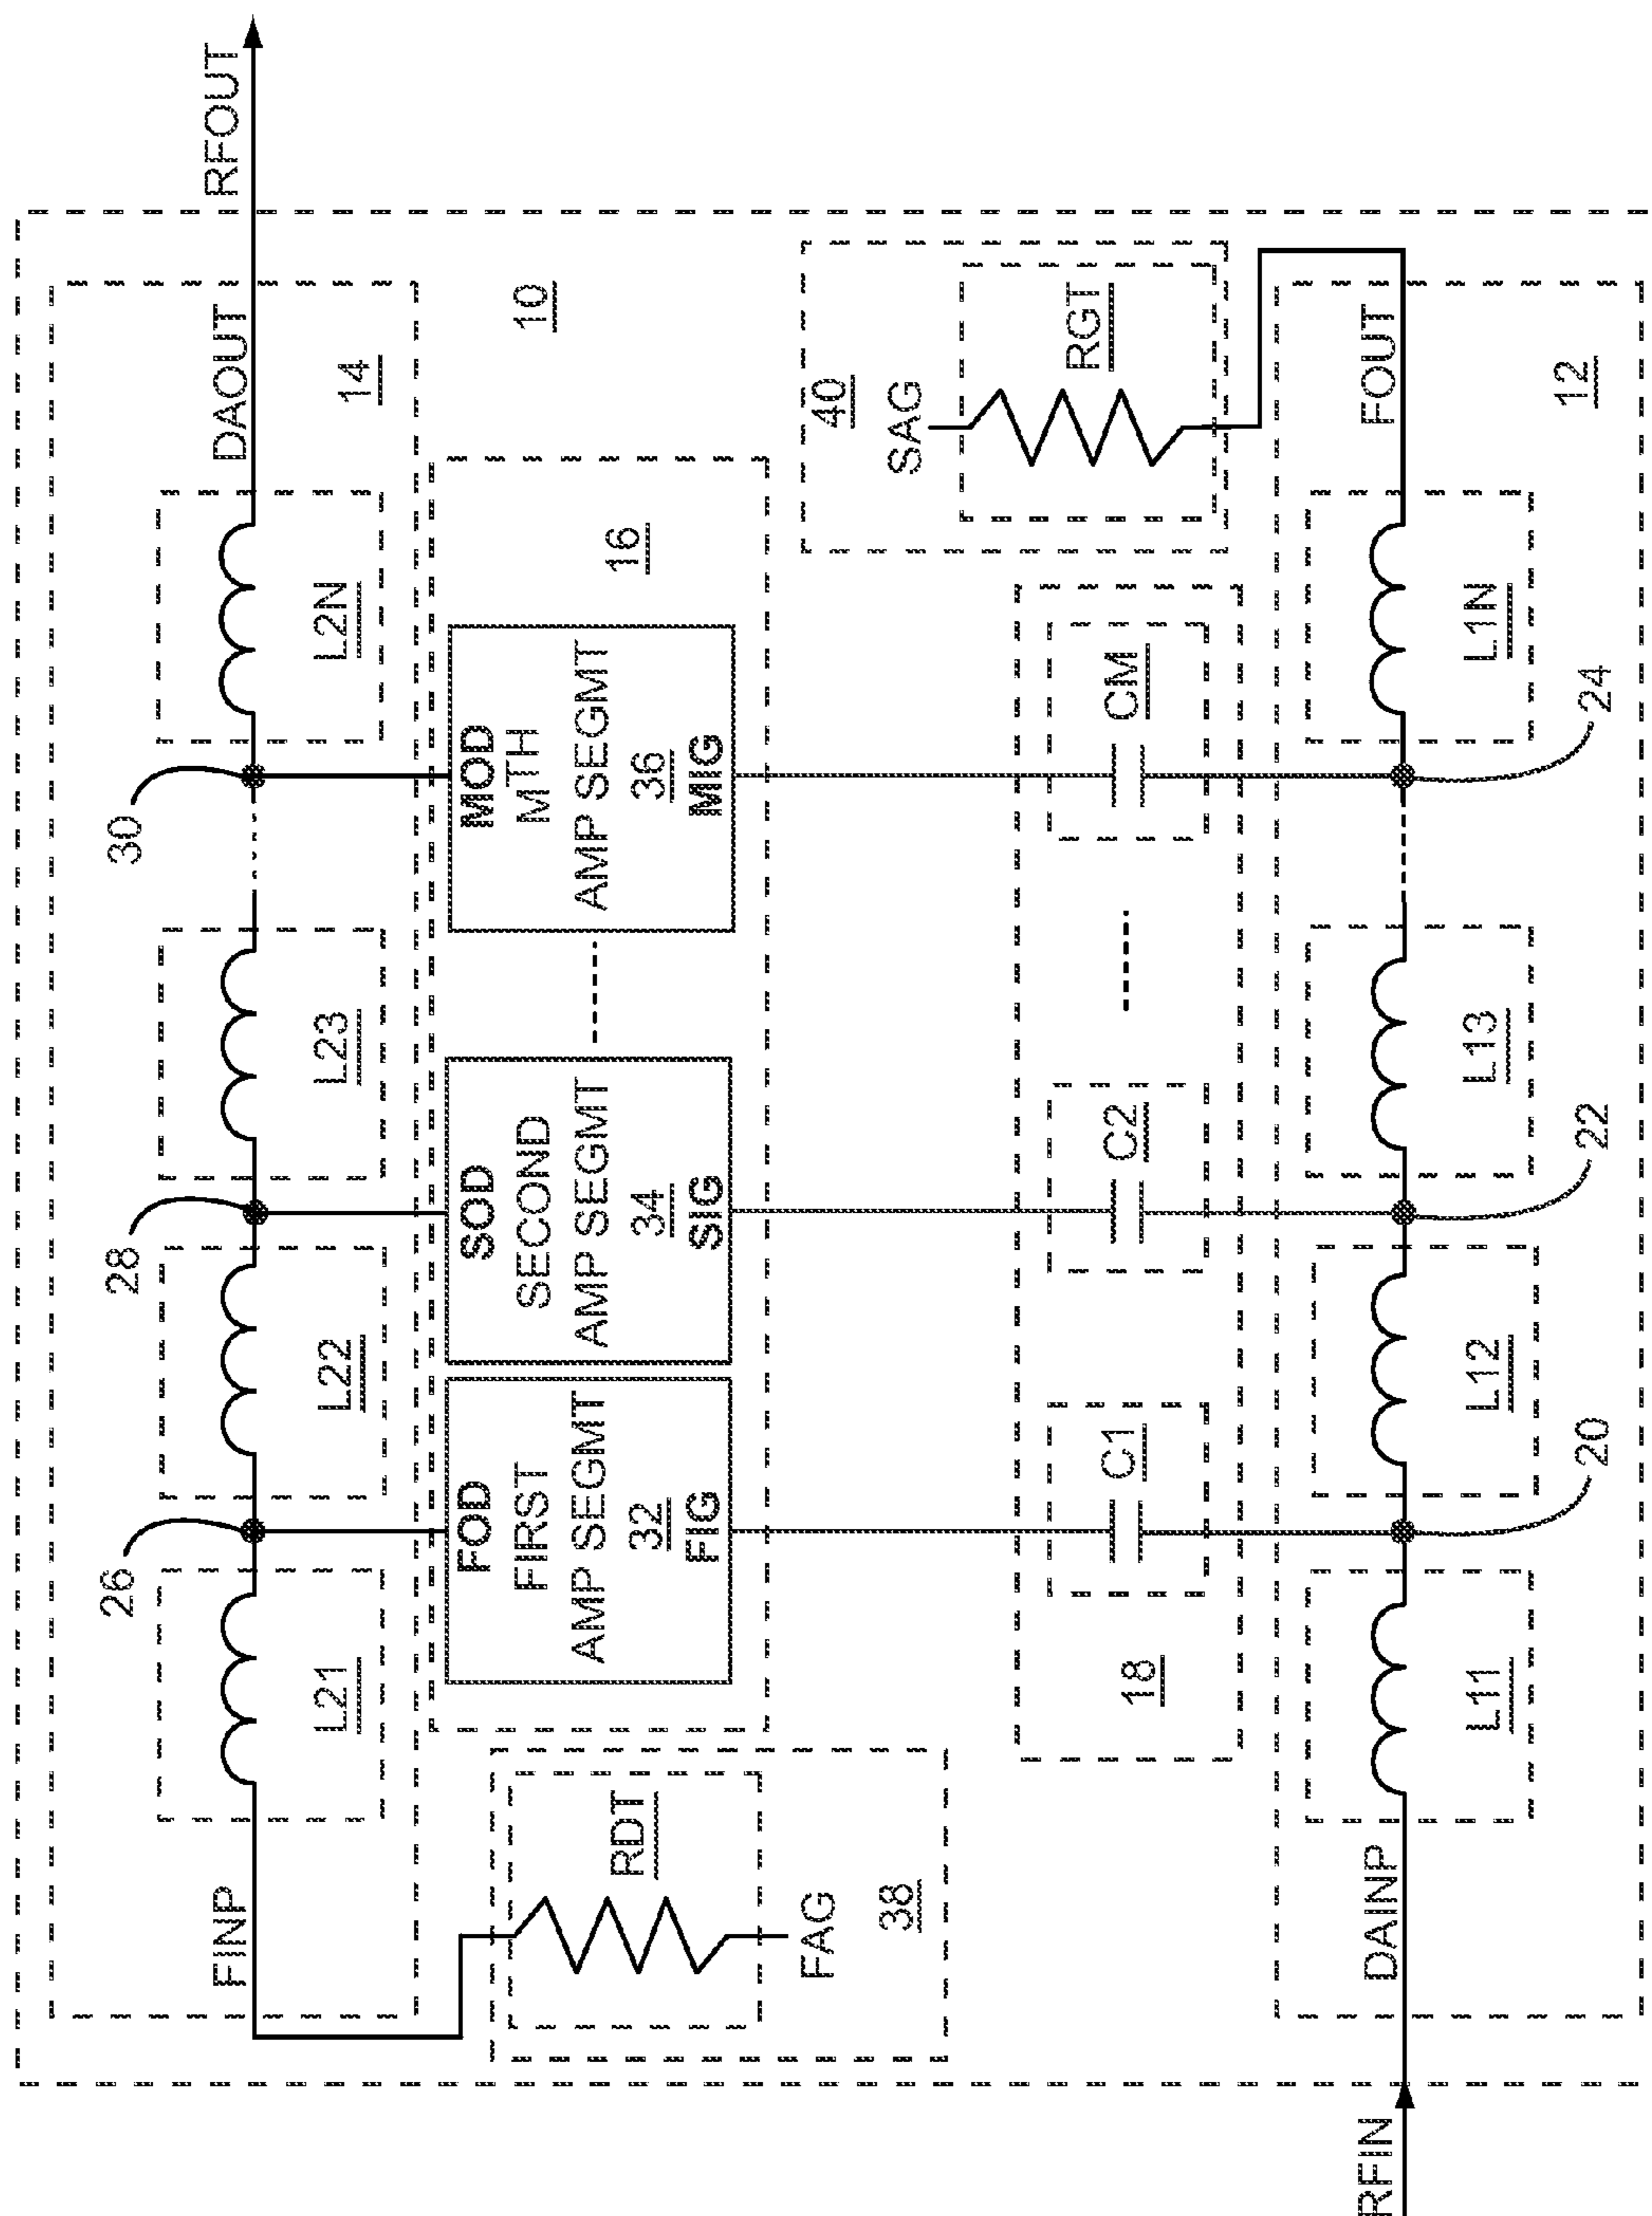 RFOUT
DAOUT
FINP
14
30
28
26
L21
L22
L23
L2N
10
16
FOD
FIRST
AMP SEGMT
32
FIG
SOD
SECOND
AMP SEGMT
34
SIG
MOD
MTH
AMP SEGMT
36
MIG
RDT
FAG
38
40
SAG
RGT
18
C1
C2
CM
RFIN
DAINP
FOUT
L11
L12
L13
L1N
12
20
22
24